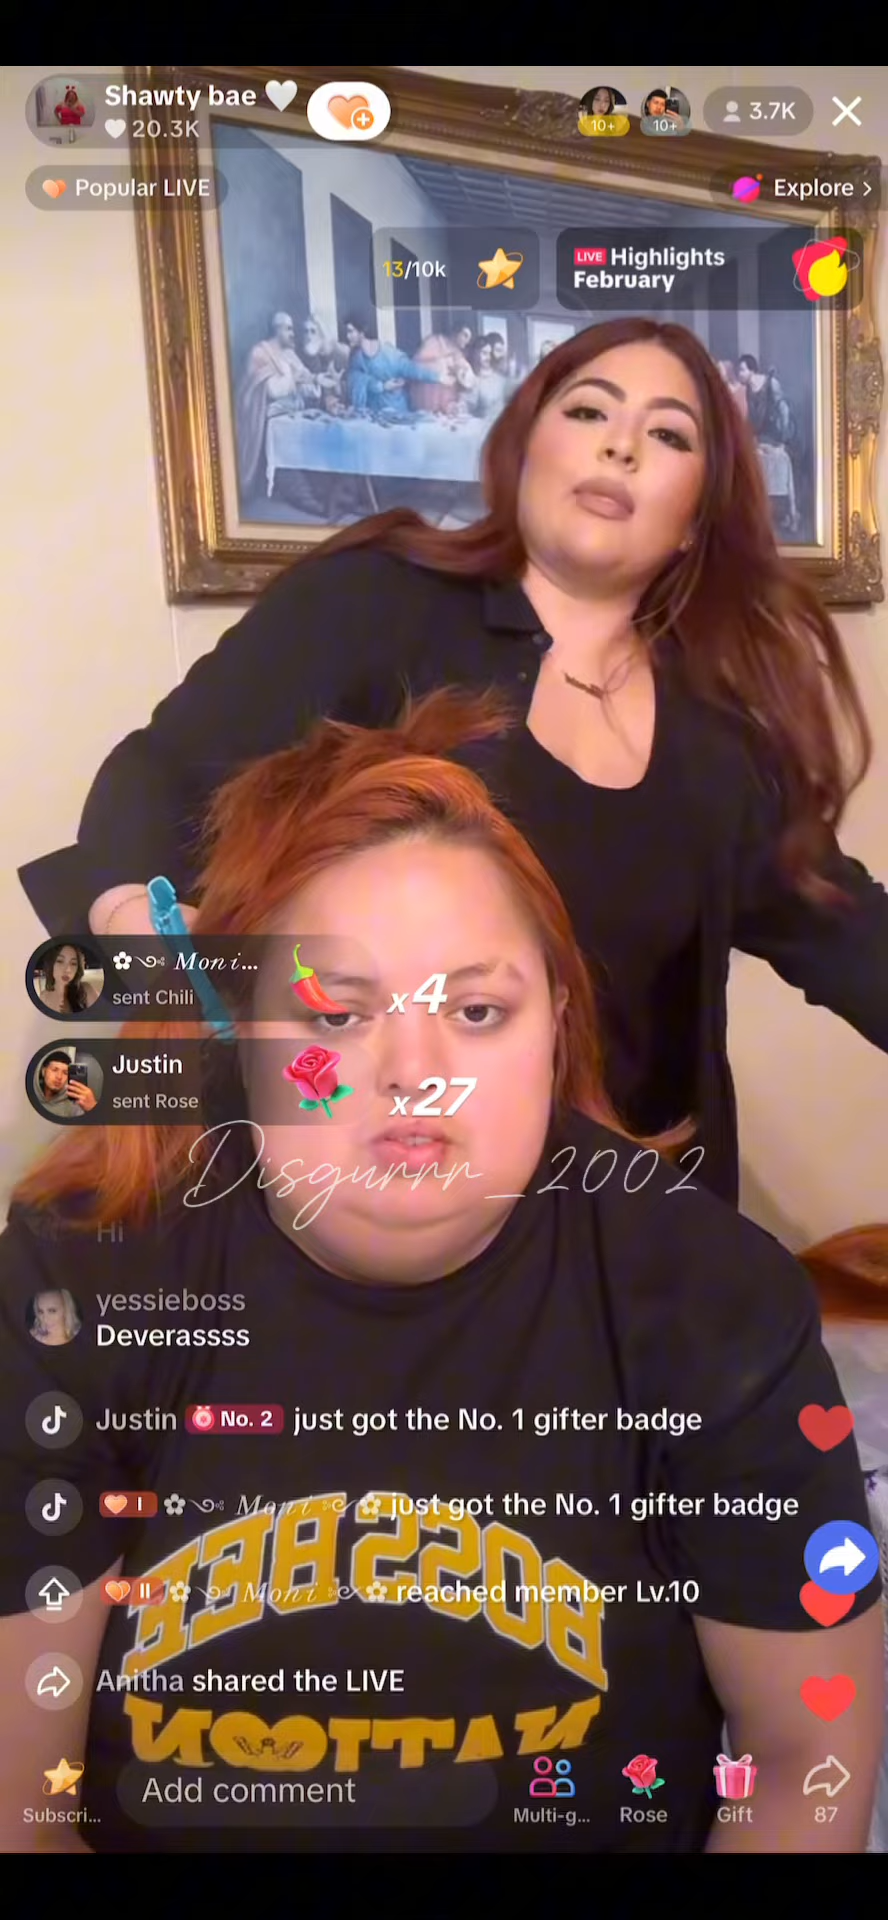 Shawty bae 🤍
20.3K
10+
10+
3.7K
Popular LIVE
Explore >
13/10k
LIVE Highlights
February
✿ Moni...
sent Chili
x4
Justin
sent Rose
x27
Disgurrr_2002
Hi
yessieboss
Deverassss
Justin No. 2 just got the No. 1 gifter badge
I ✿ Moni ✿ just got the No. 1 gifter badge
II ✿ Moni ✿ reached member Lv.10
Anitha shared the LIVE
BOSS BEE
NATION
Add comment
Subscri...
Multi-g...
Rose
Gift
87